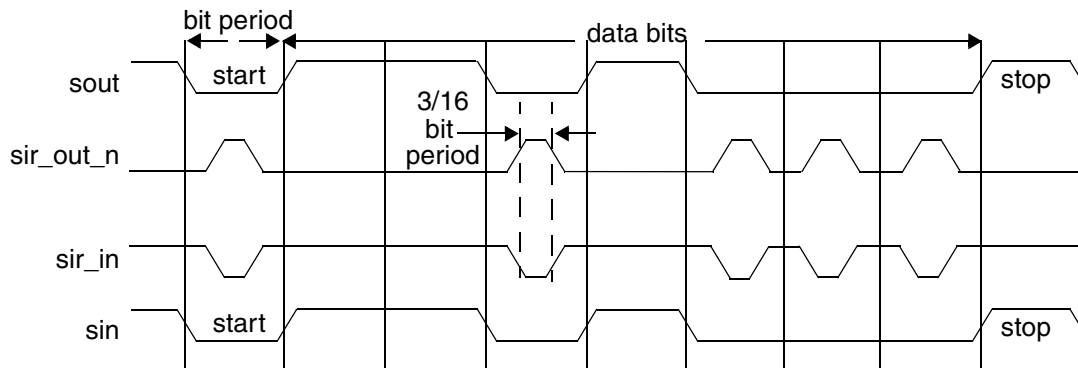 bit period
data bits
sout
start
stop
3/16
bit
period
sir_out_n
sir_in
sin
start
stop